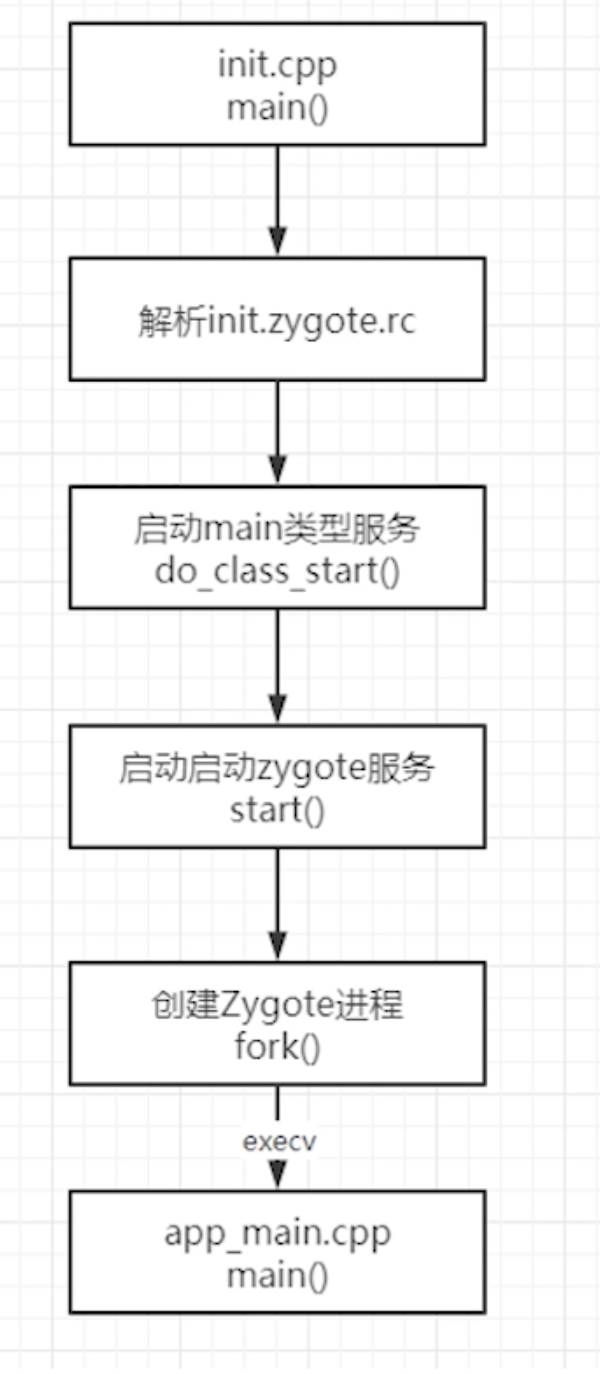 init.cpp
main()
解析init.zygote.rc
启动main类型服务
do_class_start()
启动启动zygote服务
start()
创建Zygote进程
fork()
execv
app_main.cpp
main()